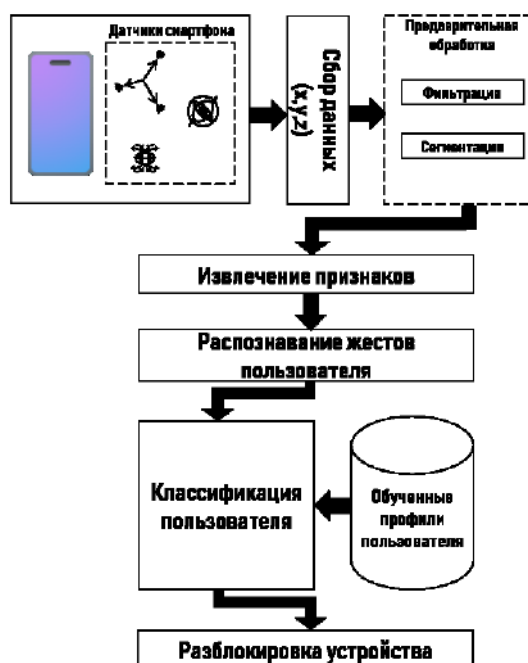 Датчики смартфона
Сбор данных
(x,y,z)
Предварительная
обработка
Фильтрация
Сегментация
Извлечение признаков
Распознавание жестов
пользователя
Классификация
пользователя
Обученные
профили
пользователя
Разблокировка устройства